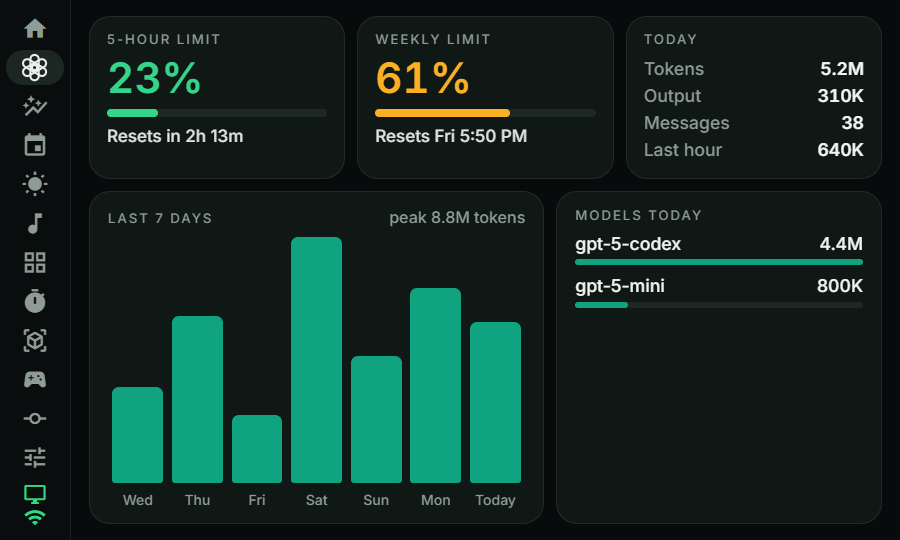 5-HOUR LIMIT
23%
Resets in 2h 13m
WEEKLY LIMIT
61%
Resets Fri 5:50 PM
TODAY
Tokens 5.2M
Output 310K
Messages 38
Last hour 640K
LAST 7 DAYS peak 8.8M tokens
Wed Thu Fri Sat Sun Mon Today
MODELS TODAY
gpt-5-codex 4.4M
gpt-5-mini 800K